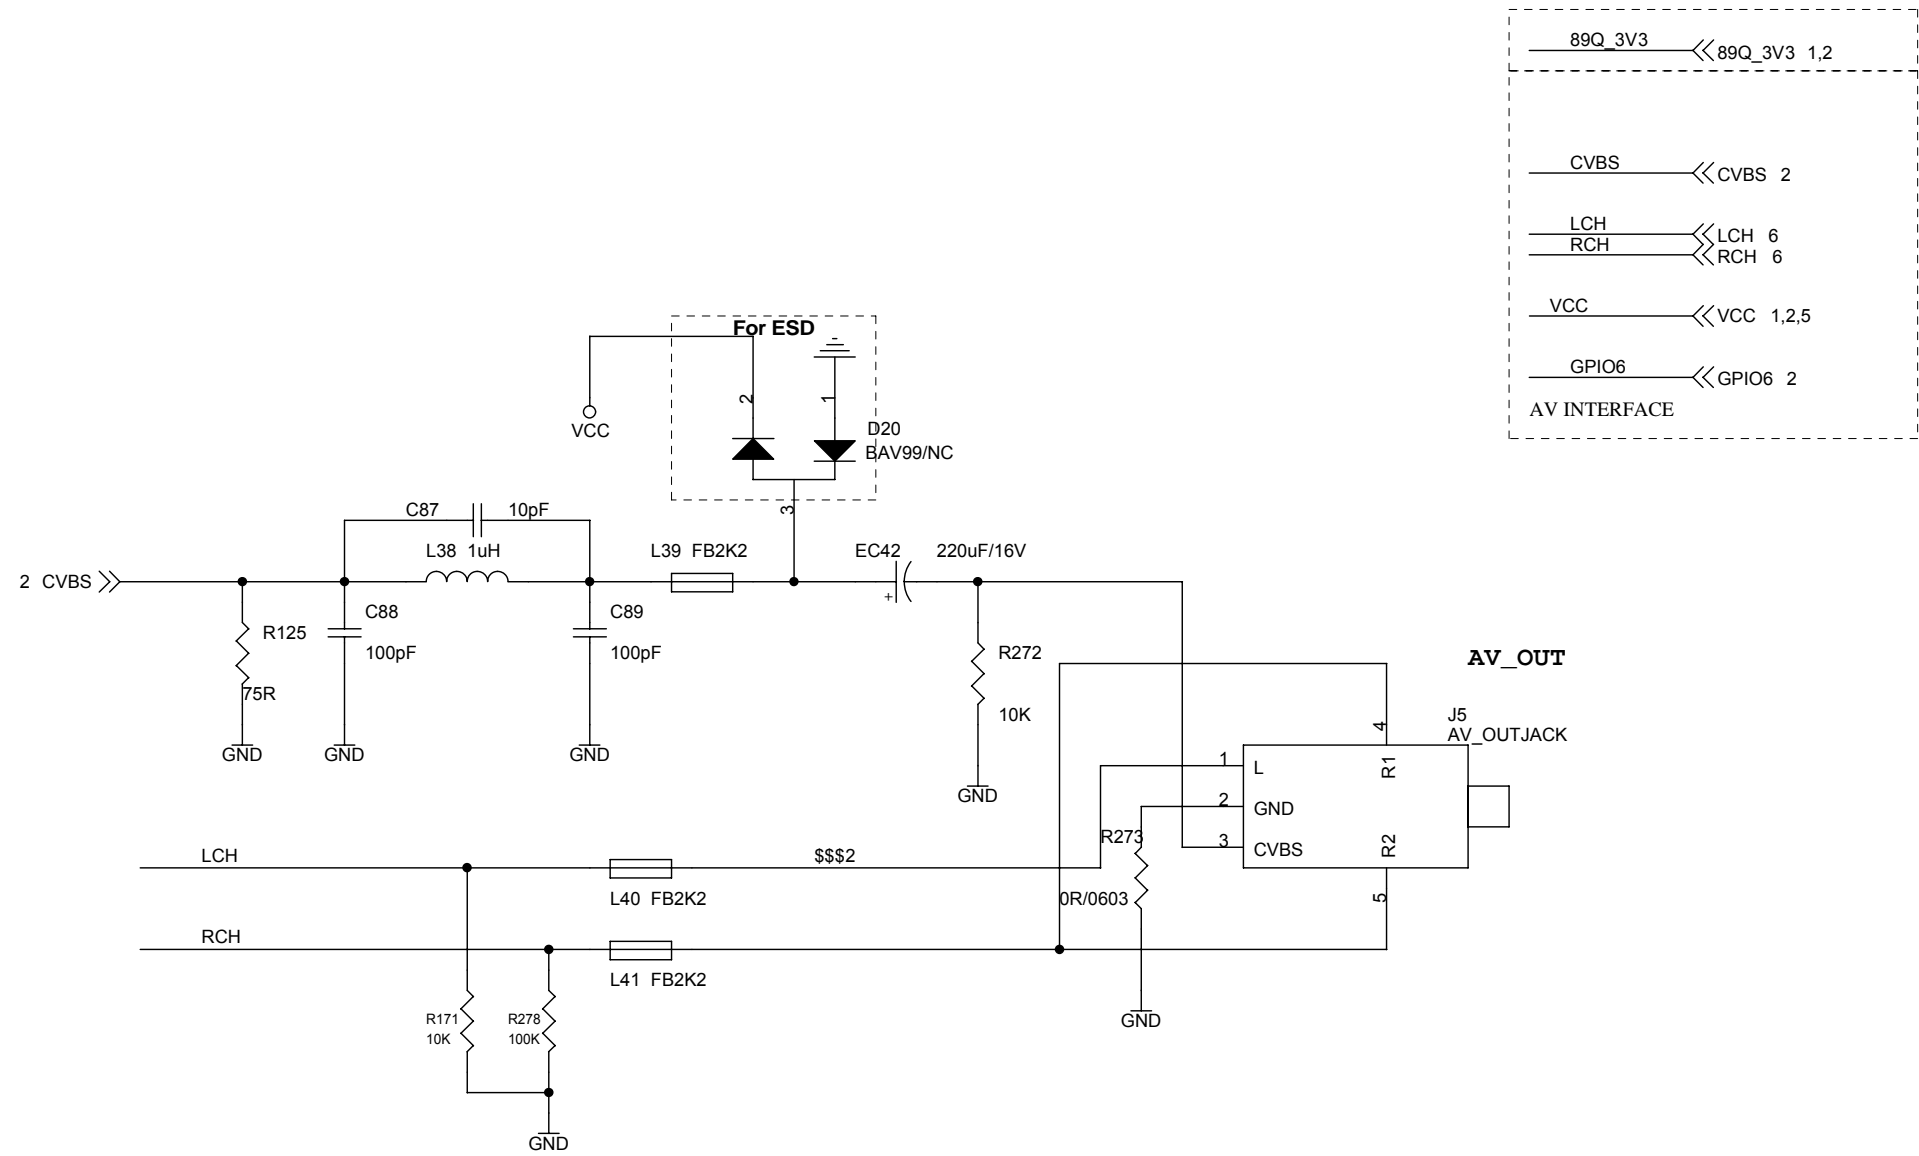 89Q_3V3
89Q_3V3 1,2
CVBS
CVBS 2
LCH
LCH 6
RCH
RCH 6
VCC
VCC 1,2,5
GPIO6
GPIO6 2
AV INTERFACE
For ESD
2
1
VCC
D20
BAV99/NC
3
C87 10pF
L38 1uH
L39 FB2K2
EC42 220uF/16V
2 CVBS
+
C88
C89
R125
100pF
100pF
R272
75R
10K
GND
GND
GND
GND
AV_OUT
J5
AV_OUTJACK
4
1
L
R1
2
GND
R273
3
CVBS
R2
5
0R/0603
LCH
$$$2
L40 FB2K2
RCH
L41 FB2K2
GND
R171
10K
R278
100K
GND